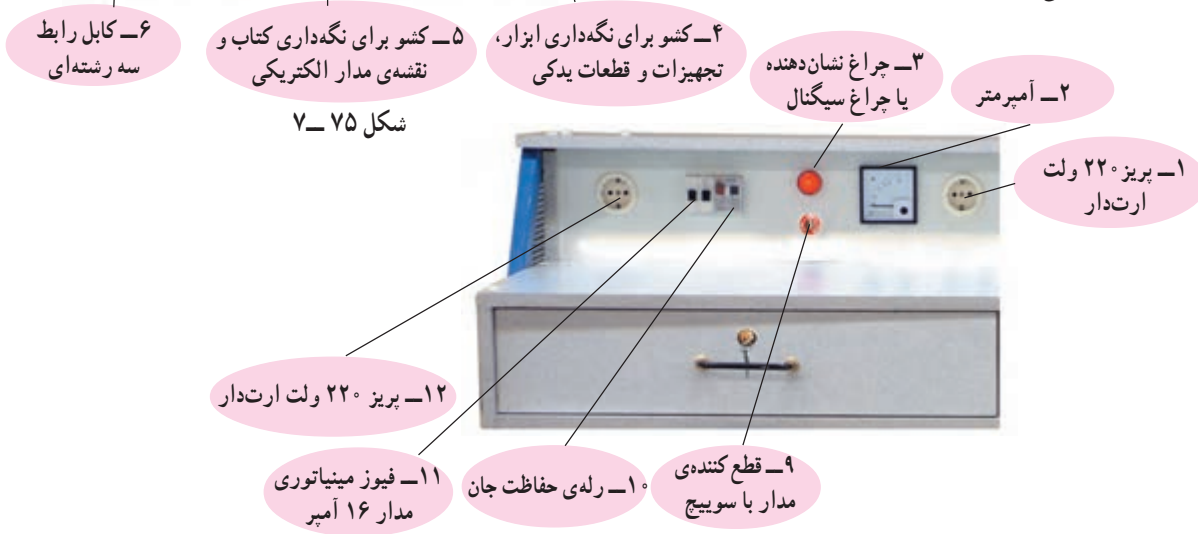 ۶ــ کابل رابط
سه رشته‌ای
۵ــ کشو برای نگه‌داری کتاب و
نقشه‌ی مدار الکتریکی
۴ــ کشو برای نگه‌داری ابزار،
تجهیزات و قطعات یدکی
۳ــ چراغ نشان‌دهنده
یا چراغ سیگنال
۲ــ آمپرمتر
۱ــ پریز ۲۲۰ ولت
ارت‌دار
شکل ۷۵ ــ۷
۱۲ــ پریز ۲۲۰ ولت ارت‌دار
۱۱ــ فیوز مینیاتوری
مدار ۱۶ آمپر
۱۰ــ رله‌ی حفاظت جان
۹ــ قطع کننده‌ی
مدار با سوییچ